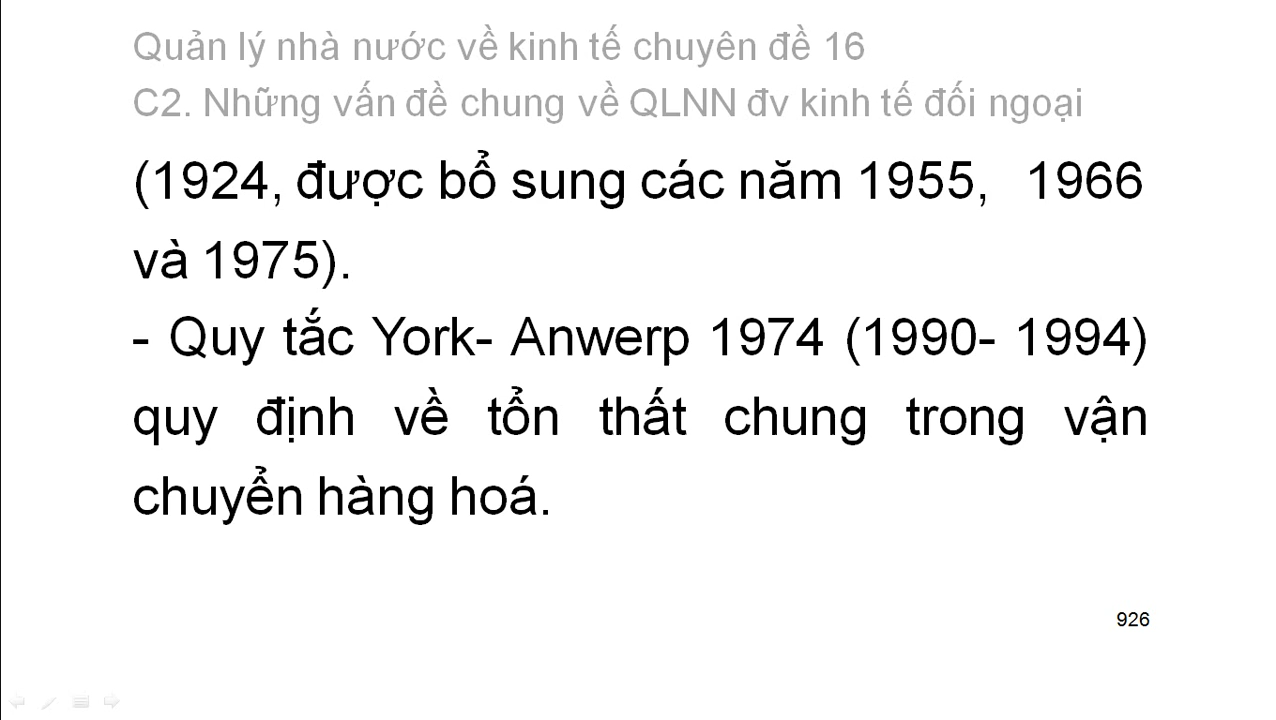 Quản lý nhà nước về kinh tế chuyên đề 16
C2. Những vấn đề chung về QLNN đv kinh tế đối ngoại
(1924, được bổ sung các năm 1955, 1966
và 1975).
- Quy tắc York- Anwerp 1974 (1990- 1994)
quy định về tổn thất chung trong vận
chuyển hàng hoá.
926